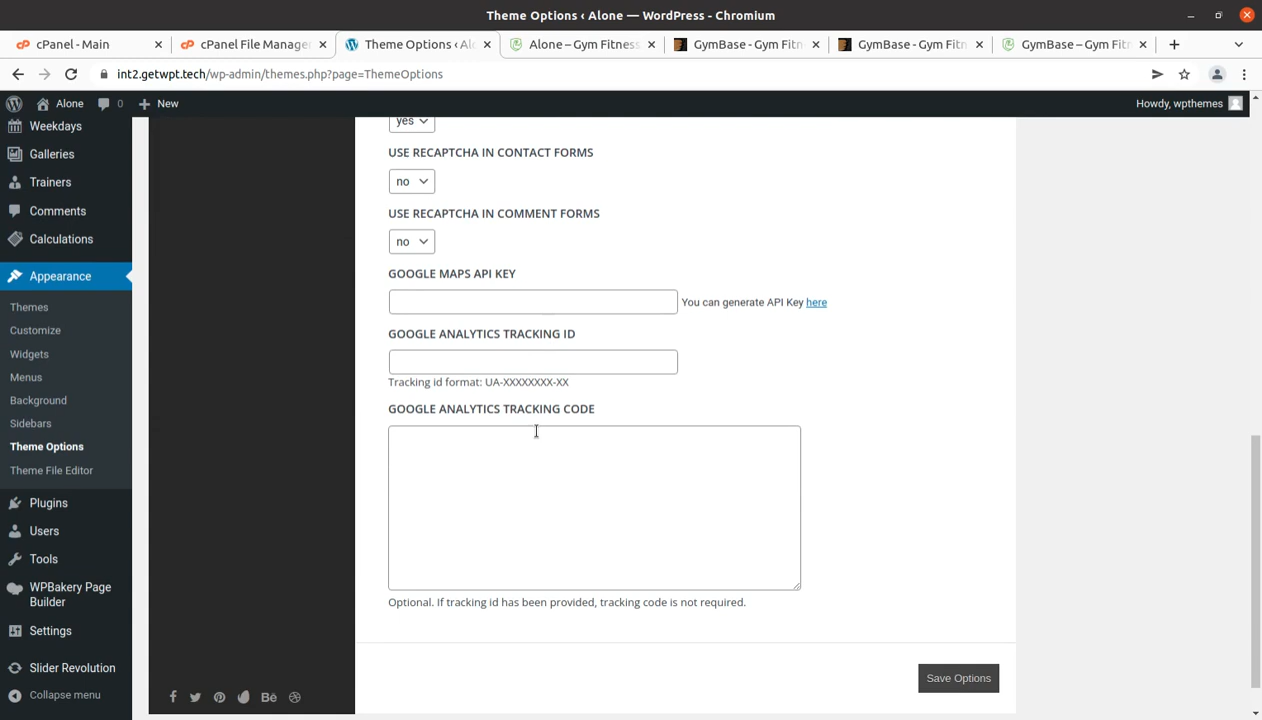 Theme Options ‹ Alone — WordPress - Chromium
cPanel - Main
cPanel File Manager
Theme Options ‹ Al
Alone – Gym Fitness
GymBase - Gym Fitn
GymBase - Gym Fitn
GymBase – Gym Fit
int2.getwpt.tech/wp-admin/themes.php?page=ThemeOptions
Alone
0
New
Howdy, wpthemes
Weekdays
Galleries
Trainers
Comments
Calculations
Appearance
Themes
Customize
Widgets
Menus
Background
Sidebars
Theme Options
Theme File Editor
Plugins
Users
Tools
WPBakery Page
Builder
Settings
Slider Revolution
Collapse menu
yes
USE RECAPTCHA IN CONTACT FORMS
no
USE RECAPTCHA IN COMMENT FORMS
no
GOOGLE MAPS API KEY
You can generate API Key here
GOOGLE ANALYTICS TRACKING ID
Tracking id format: UA-XXXXXXXX-XX
GOOGLE ANALYTICS TRACKING CODE
Optional. If tracking id has been provided, tracking code is not required.
Save Options
Bē